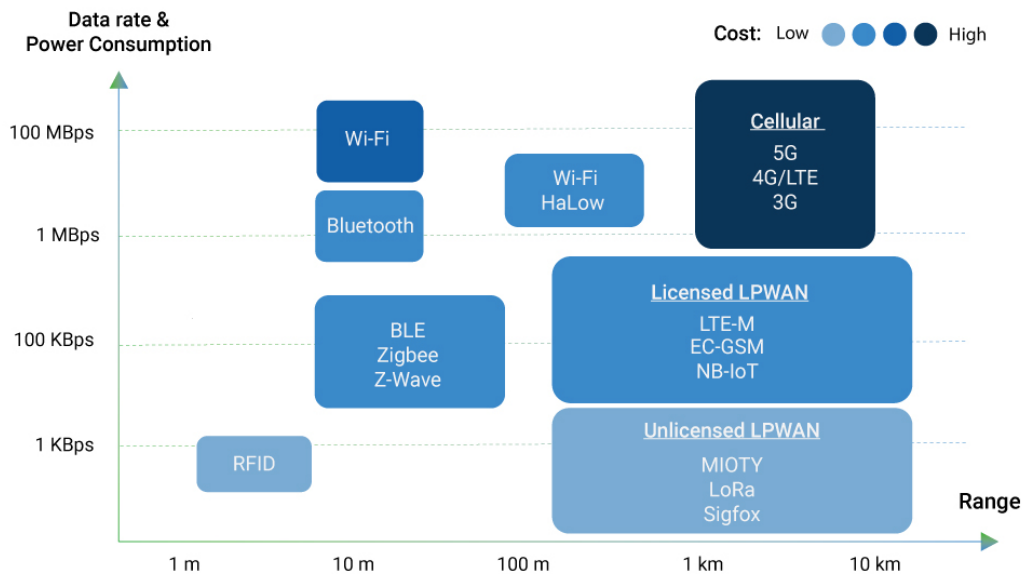 Data rate &
Power Consumption
Cost: Low High
100 MBps
Wi-Fi
Cellular
5G
4G/LTE
3G
Wi-Fi
HaLow
Bluetooth
1 MBps
Licensed LPWAN
LTE-M
EC-GSM
NB-IoT
100 KBps
BLE
Zigbee
Z-Wave
1 KBps
Unlicensed LPWAN
MIOTY
LoRa
Sigfox
RFID
Range
1 m
10 m
100 m
1 km
10 km